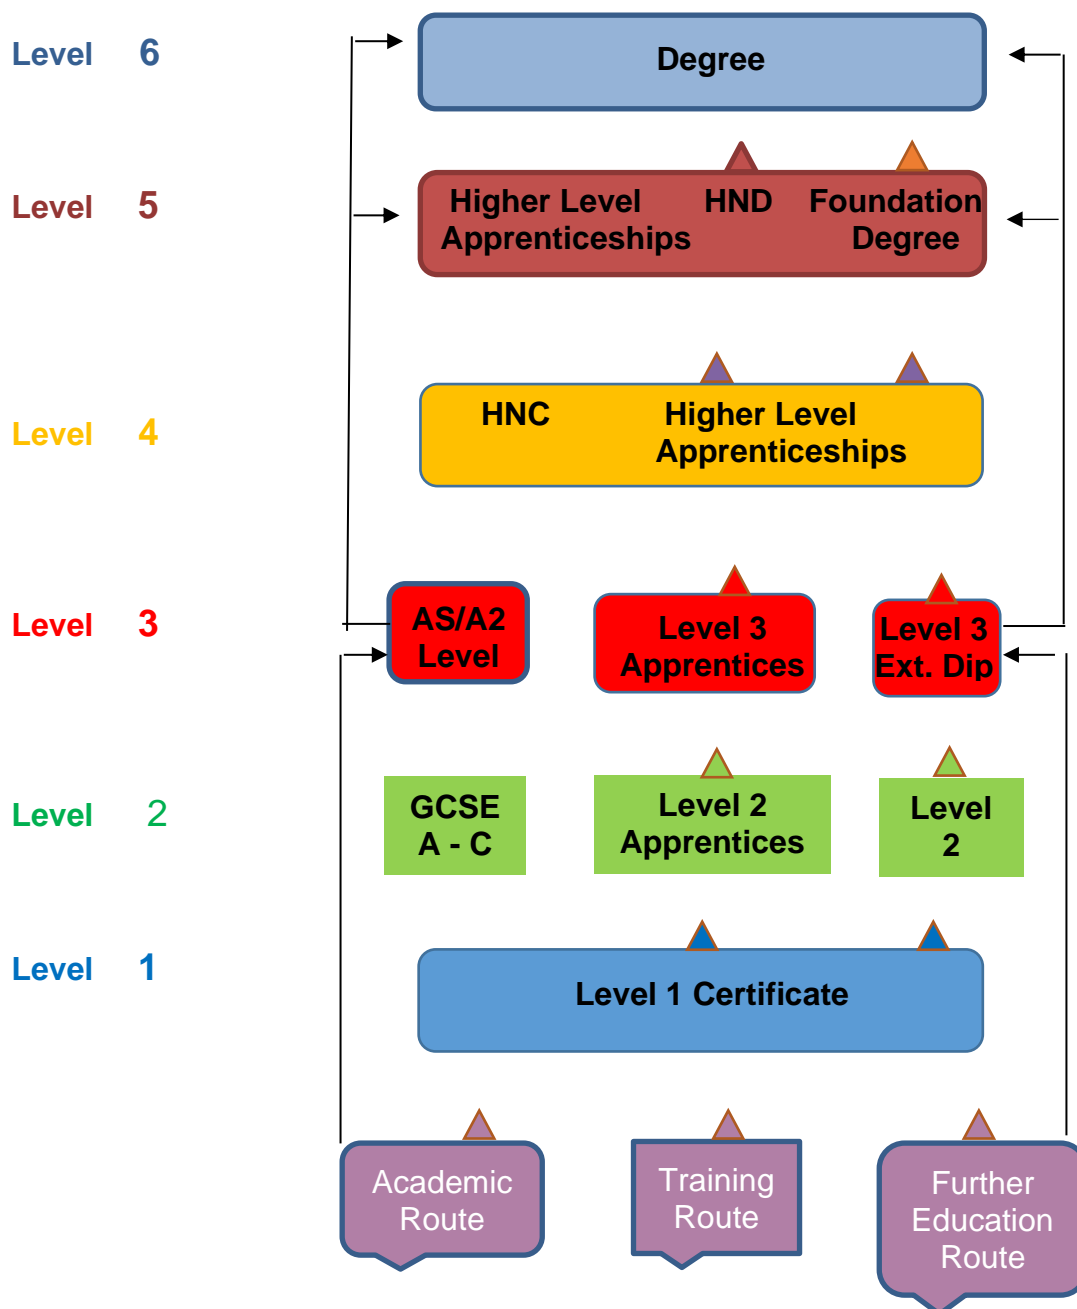 Level 6
Degree
Level 5
Higher Level HND Foundation
Apprenticeships Degree
Level 4
HNC Higher Level
Apprenticeships
Level 3
AS/A2
Level
Level 3
Apprentices
Level 3
Ext. Dip
Level 2
GCSE
A - C
Level 2
Apprentices
Level
2
Level 1
Level 1 Certificate
Academic
Route
Training
Route
Further
Education
Route